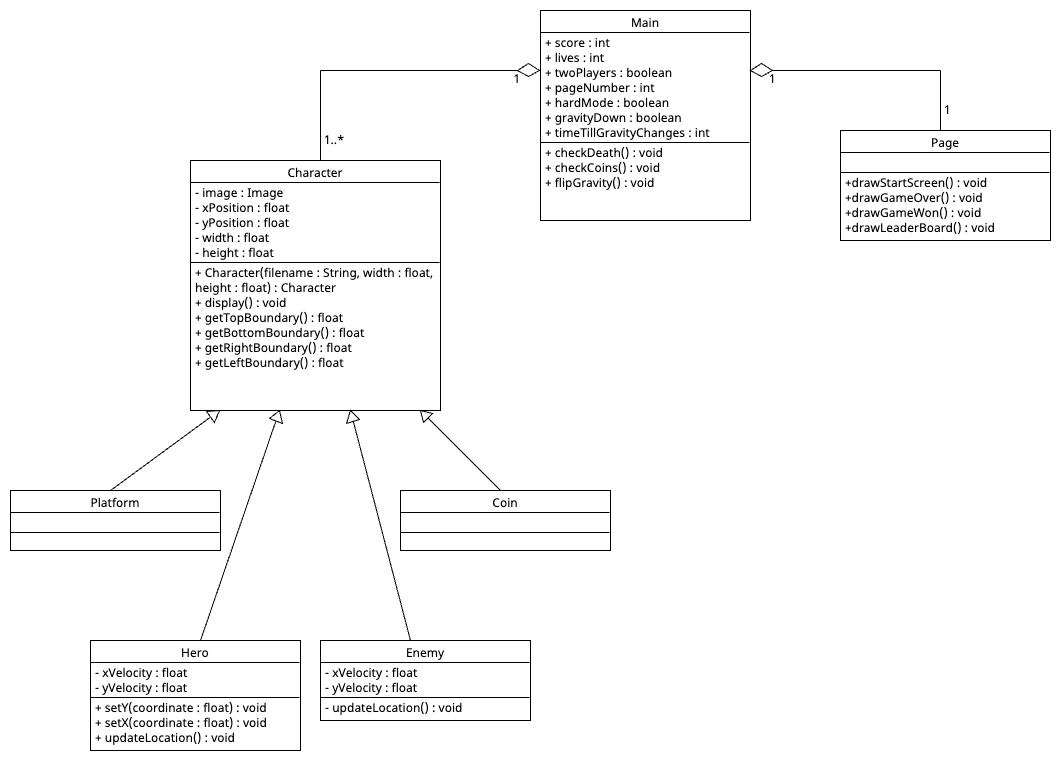 Main
+ score : int
+ lives : int
+ twoPlayers : boolean
+ pageNumber : int
+ hardMode : boolean
+ gravityDown : boolean
+ timeTillGravityChanges : int
+ checkDeath() : void
+ checkCoins() : void
+ flipGravity() : void
1
1
1..*
1
Page
+drawStartScreen() : void
+drawGameOver() : void
+drawGameWon() : void
+drawLeaderBoard() : void
Character
- image : Image
- xPosition : float
- yPosition : float
- width : float
- height : float
+ Character(filename : String, width : float,
height : float) : Character
+ display() : void
+ getTopBoundary() : float
+ getBottomBoundary() : float
+ getRightBoundary() : float
+ getLeftBoundary() : float
Platform
Coin
Hero
- xVelocity : float
- yVelocity : float
+ setY(coordinate : float) : void
+ setX(coordinate : float) : void
+ updateLocation() : void
Enemy
- xVelocity : float
- yVelocity : float
- updateLocation() : void